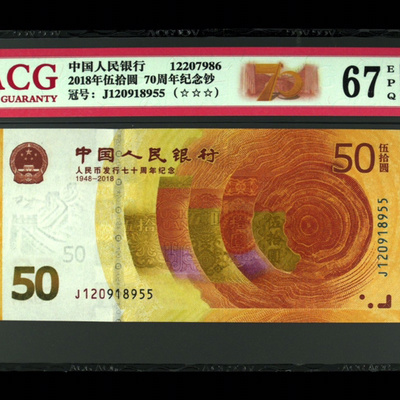 ACG
GUARANTY
中国人民银行 12207986
2018年伍拾圆 70周年纪念钞
冠号：J120918955 （☆☆☆）
70
67 EPQ
中国人民银行
人民币发行七十周年纪念
1948-2018
50 伍拾圆
50
50
J120918955
J120918955